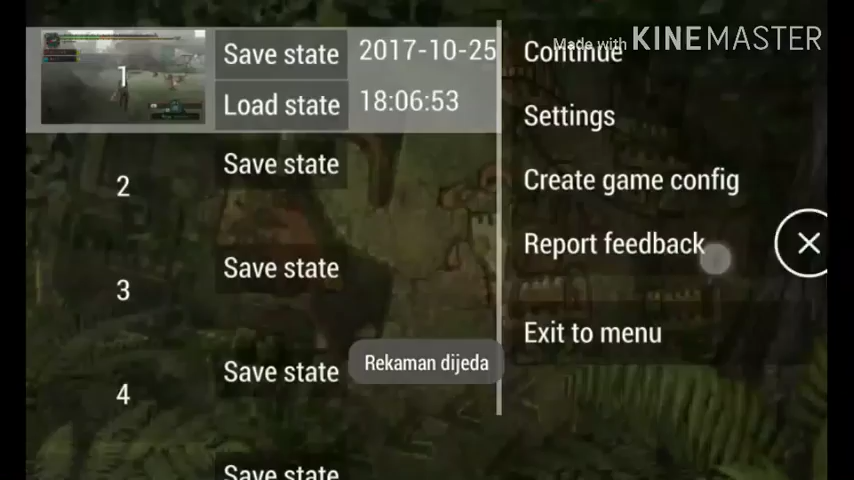 1
Save state
2017-10-25
Load state
18:06:53
2
Save state
3
Save state
4
Save state
Save state
Made with KINEMASTER
Continue
Settings
Create game config
Report feedback
Exit to menu
Rekaman dijeda